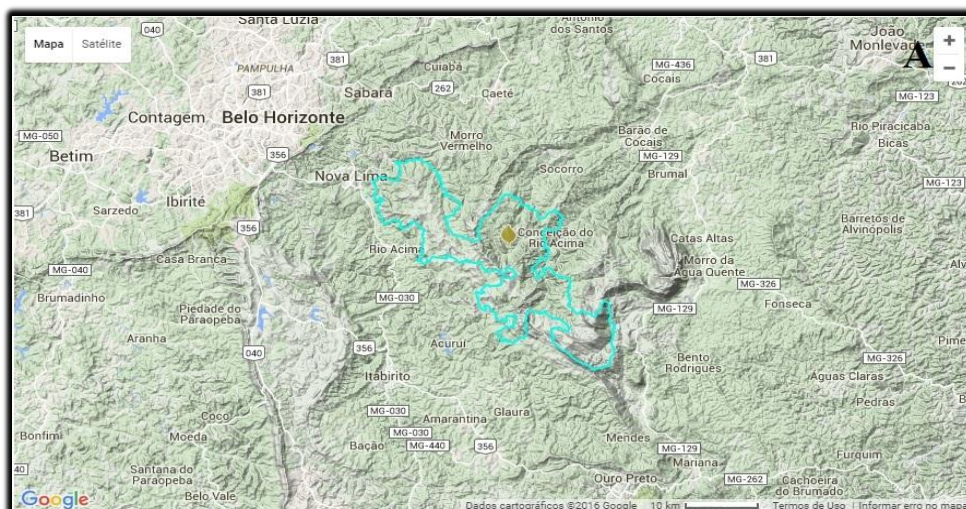 Santa Luzia
Antônio
dos Santos
João
Monlevade
Mapa
Satélite
040
A
+
−
PAMPULHA
381
Cuiabá
MG-436
381
Cocais
262
381
Sabará
262
Caeté
MG-123
Contagem
Belo Horizonte
Rio Piracicaba
MG-050
Morro
Vermelho
Barão de
Cocais
Bicas
Betim
356
MG-129
Nova Lima
Socorro
Brumal
MG-123
Ibirité
381
Sarzedo
356
Barretos de
Alvinópolis
Conceição do
Rio Acima
Catas Altas
Casa Branca
Rio Acima
Morro da
Água Quente
MG-040
MG-326
Brumadinho
MG-030
Fonseca
Piedade do
Paraopeba
MG-129
Aranha
Acuruí
356
040
Bento
Rodrigues
MG-326
Itabirito
Águas Claras
MG-030
Pedras
Coco
Amarantina
Glaura
Bonfim
Moeda
MG-030
Bação
MG-440
356
Mendes
MG-129
Furquim
40
Mariana
Santana do
Paraopeba
Ouro Preto
MG-262
Cachoeira
do Brumado
Google
Belo Vale
Dados cartográficos ©2016 Google
10 km
Termos de Uso
Informar erro no mapa